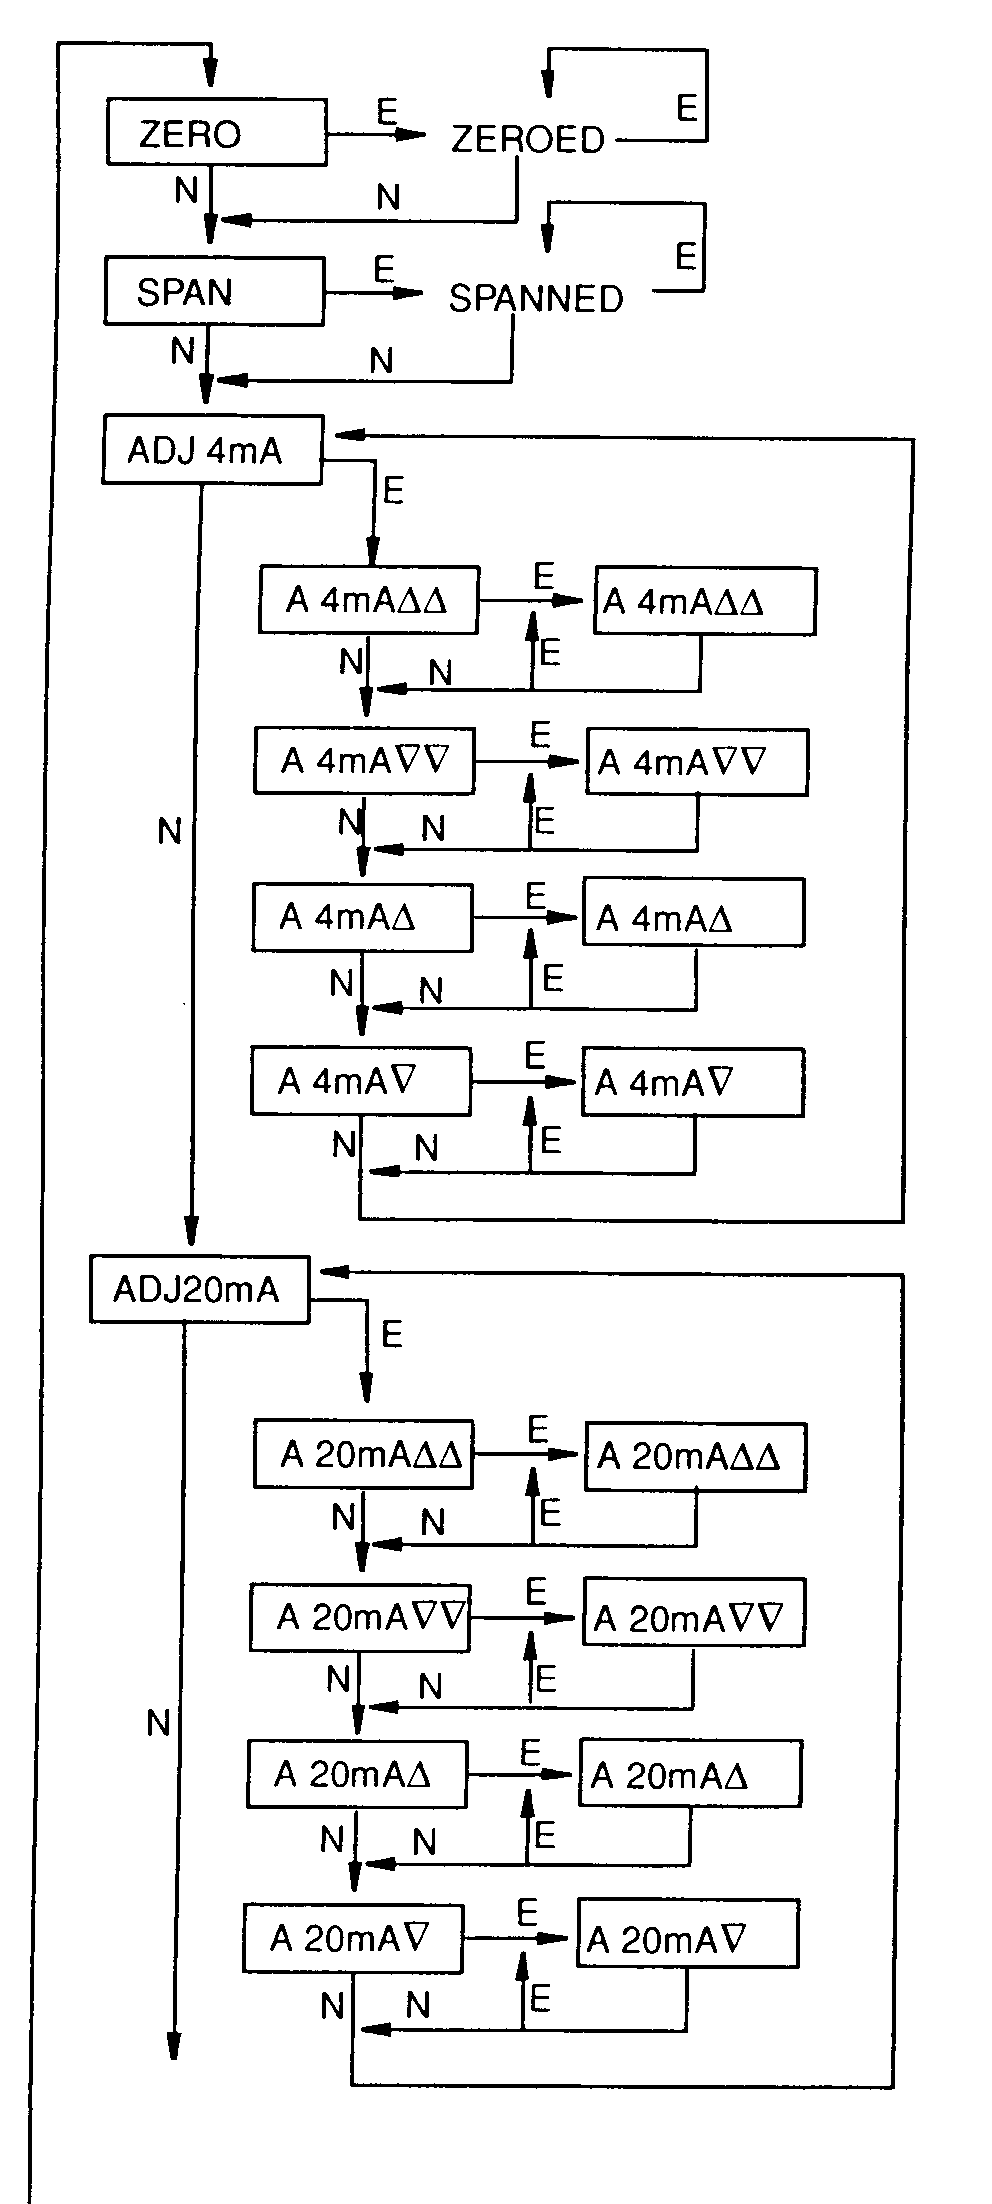 E
E
ZERO
ZEROED
N
N
E
E
SPAN
SPANNED
N
N
ADJ 4mA
E
E
A 4mAΔΔ
A 4mAΔΔ
N
N
E
E
A 4mA∇∇
A 4mA∇∇
N
N
N
E
E
A 4mAΔ
A 4mAΔ
N
N
E
E
A 4mA∇
A 4mA∇
N
N
E
ADJ20mA
E
E
A 20mAΔΔ
A 20mAΔΔ
N
N
E
E
A 20mA∇∇
A 20mA∇∇
N
N
E
N
E
A 20mAΔ
A 20mAΔ
N
N
E
E
A 20mA∇
A 20mA∇
N
N
E